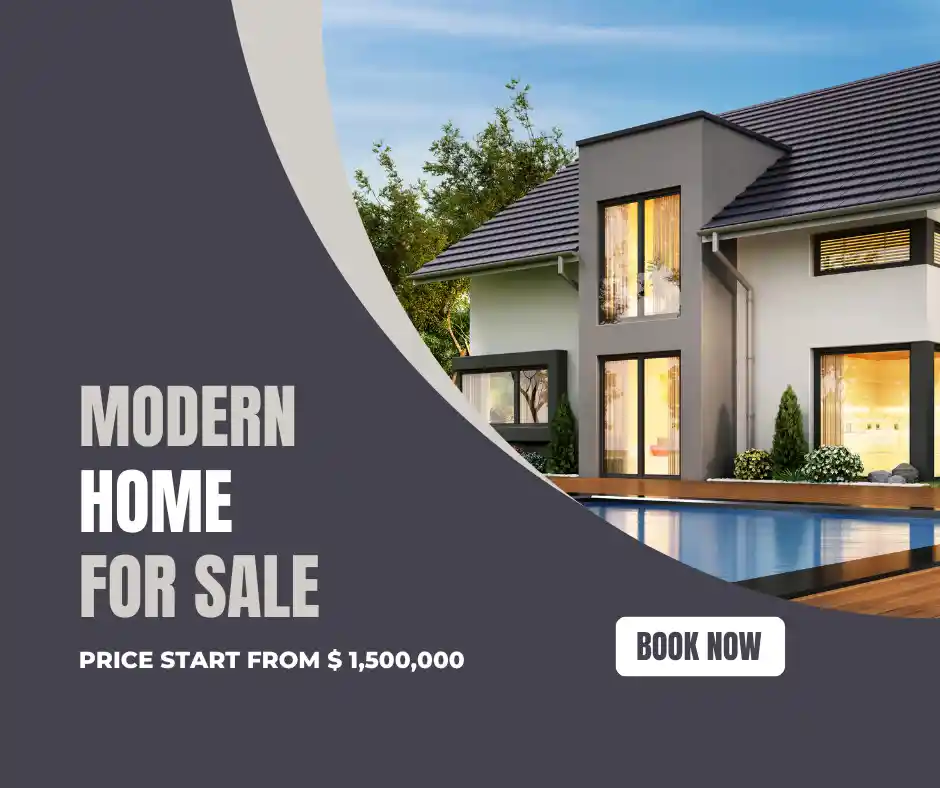 MODERN
HOME
FOR SALE
PRICE START FROM $ 1,500,000
BOOK NOW